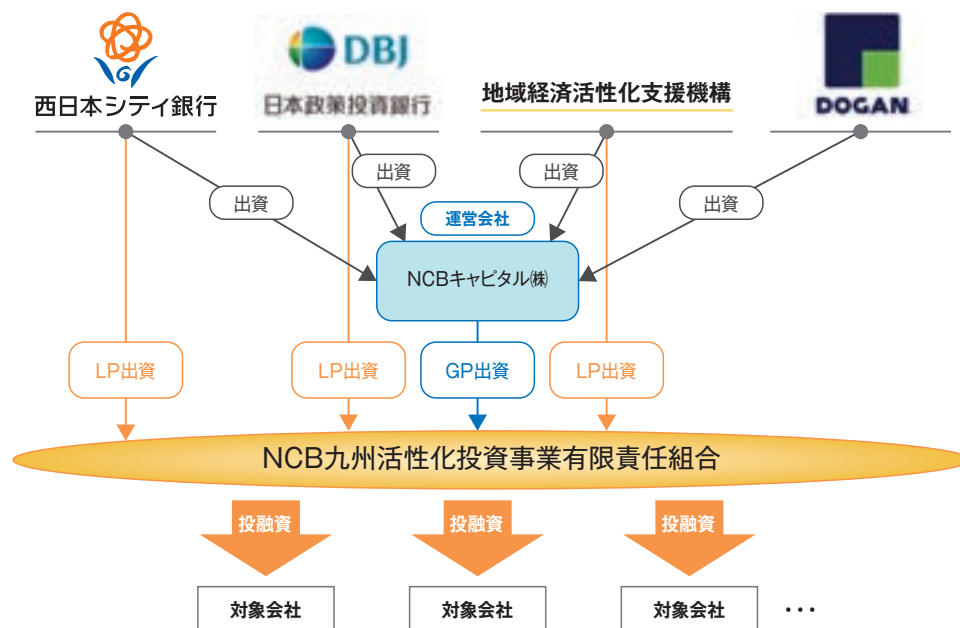 西日本シティ銀行
DBJ
日本政策投資銀行
地域経済活性化支援機構
DOGAN
出資
出資
出資
出資
運営会社
NCBキャピタル㈱
LP出資
LP出資
GP出資
LP出資
NCB九州活性化投資事業有限責任組合
投融資
投融資
投融資
対象会社
対象会社
対象会社
･･･